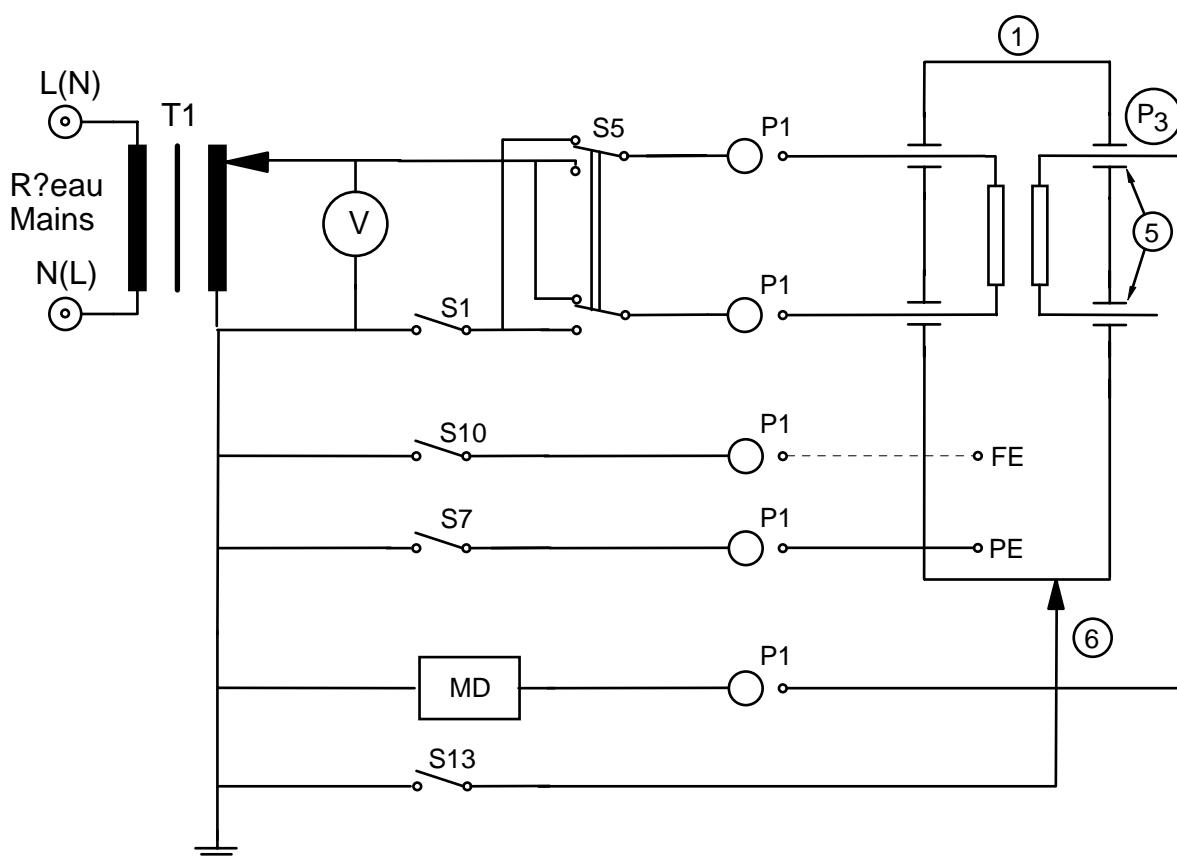 1
L(N)
T1
S5
P1
P3
R?eau
Mains
V
5
N(L)
S1
P1
S10
P1
FE
S7
P1
PE
6
MD
P1
S13